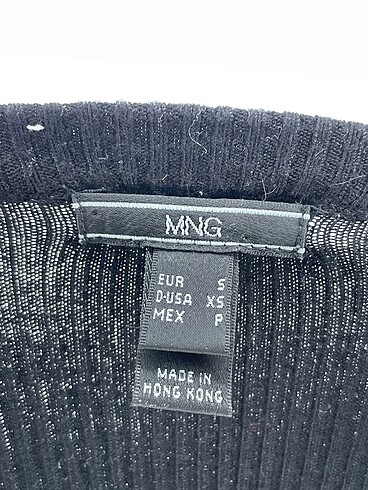 MNG
EUR S
D-USA XS
MEX P
MADE IN
HONG KONG